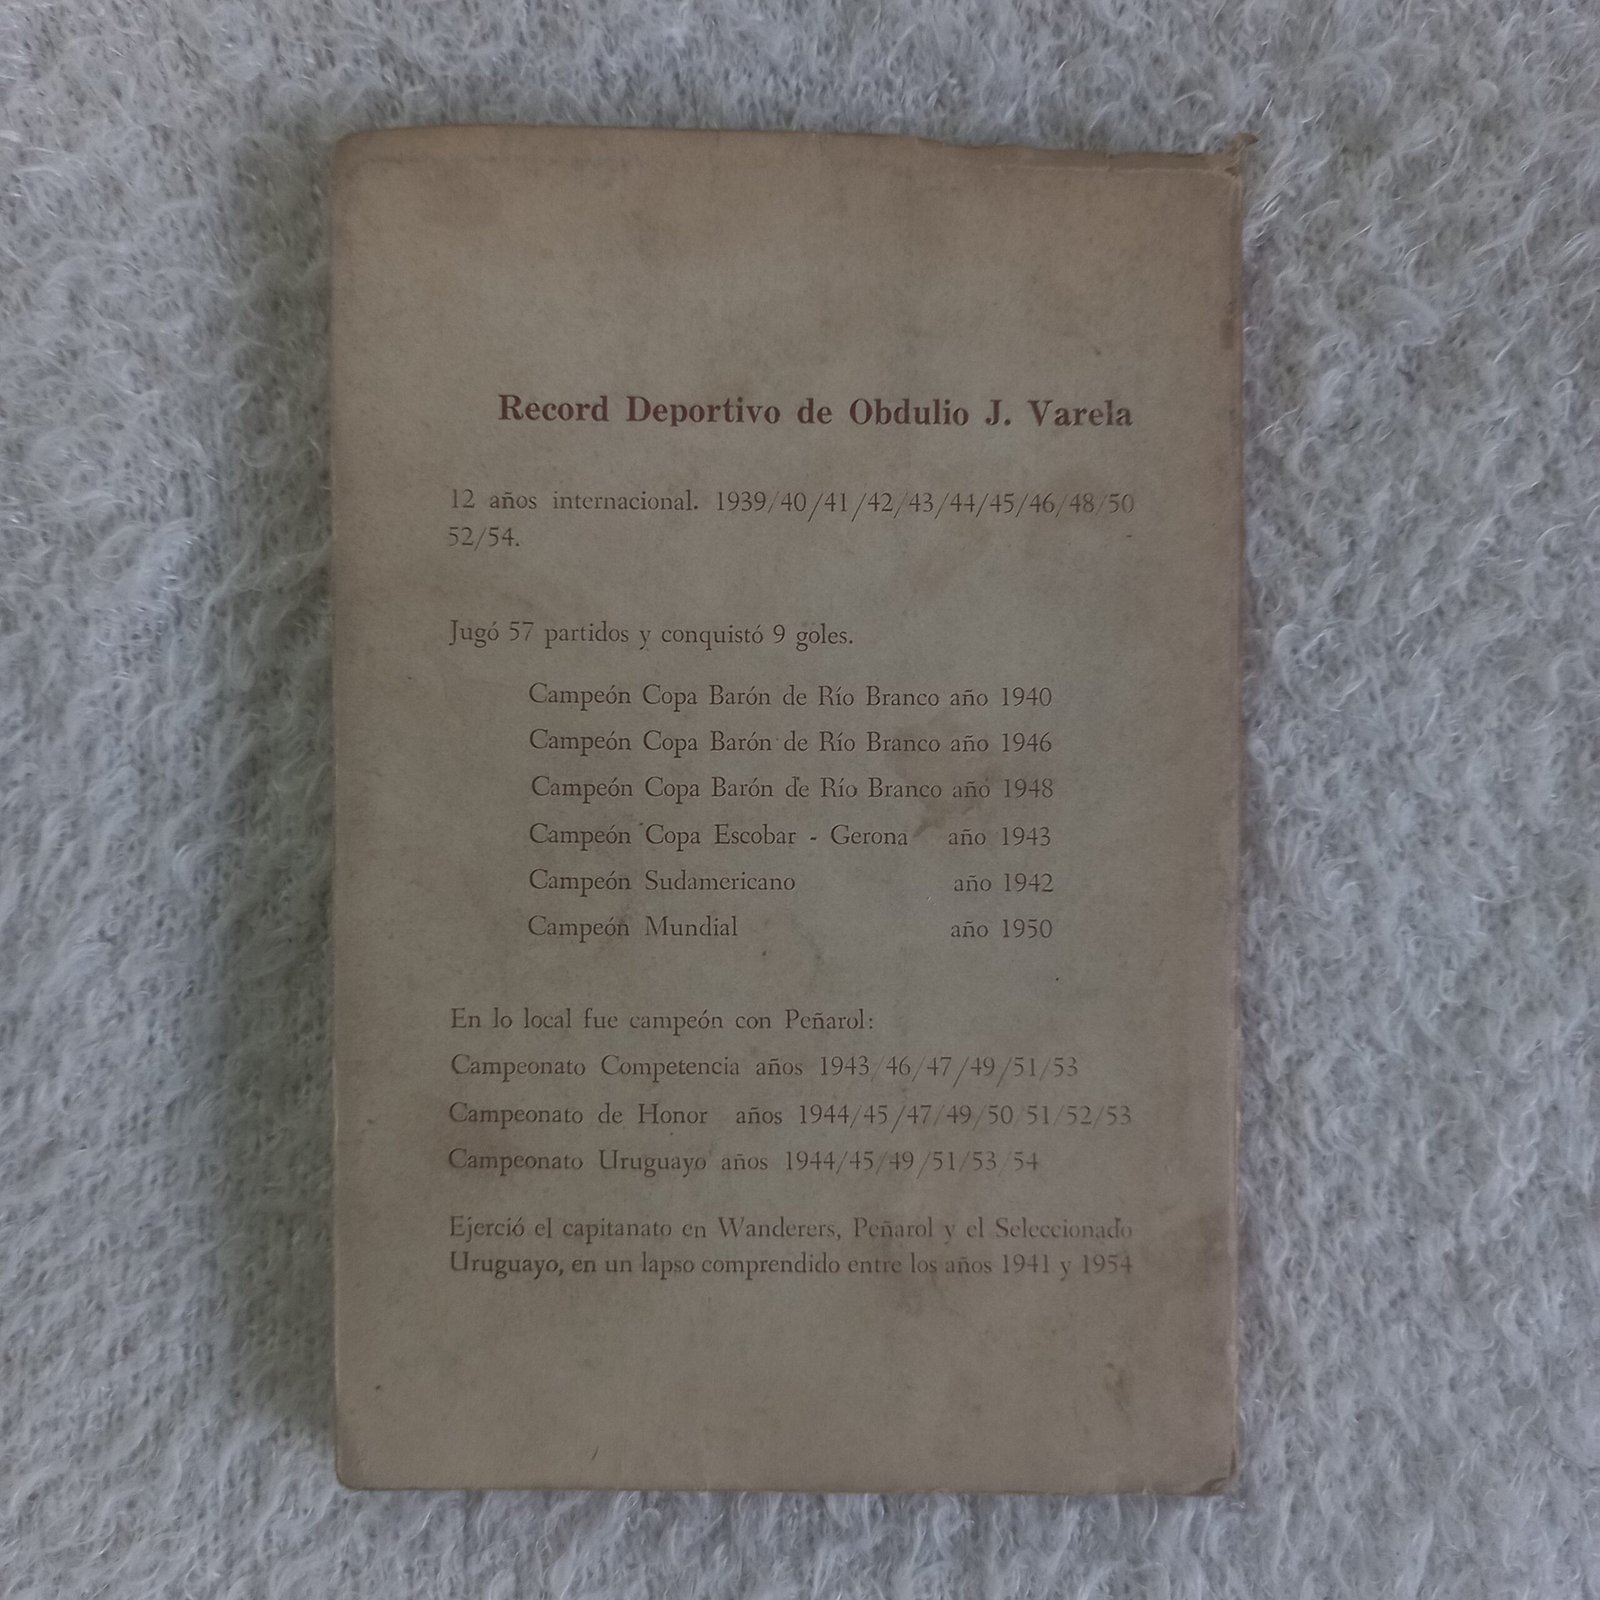 Record Deportivo de Obdulio J. Varela
12 años internacional. 1939/40/41/42/43/44/45/46/48/50
52/54.
Jugó 57 partidos y conquistó 9 goles.
Campeón Copa Barón de Río Branco año 1940
Campeón Copa Barón de Río Branco año 1946
Campeón Copa Barón de Río Branco año 1948
Campeón Copa Escobar - Gerona año 1943
Campeón Sudamericano año 1942
Campeón Mundial año 1950
En lo local fue campeón con Peñarol:
Campeonato Competencia años 1943/46/47/49/51/53
Campeonato de Honor años 1944/45/47/49/50/51/52/53
Campeonato Uruguayo años 1944/45/49/51/53/54
Ejerció el capitanato en Wanderers, Peñarol y el Seleccionado
Uruguayo, en un lapso comprendido entre los años 1941 y 1954